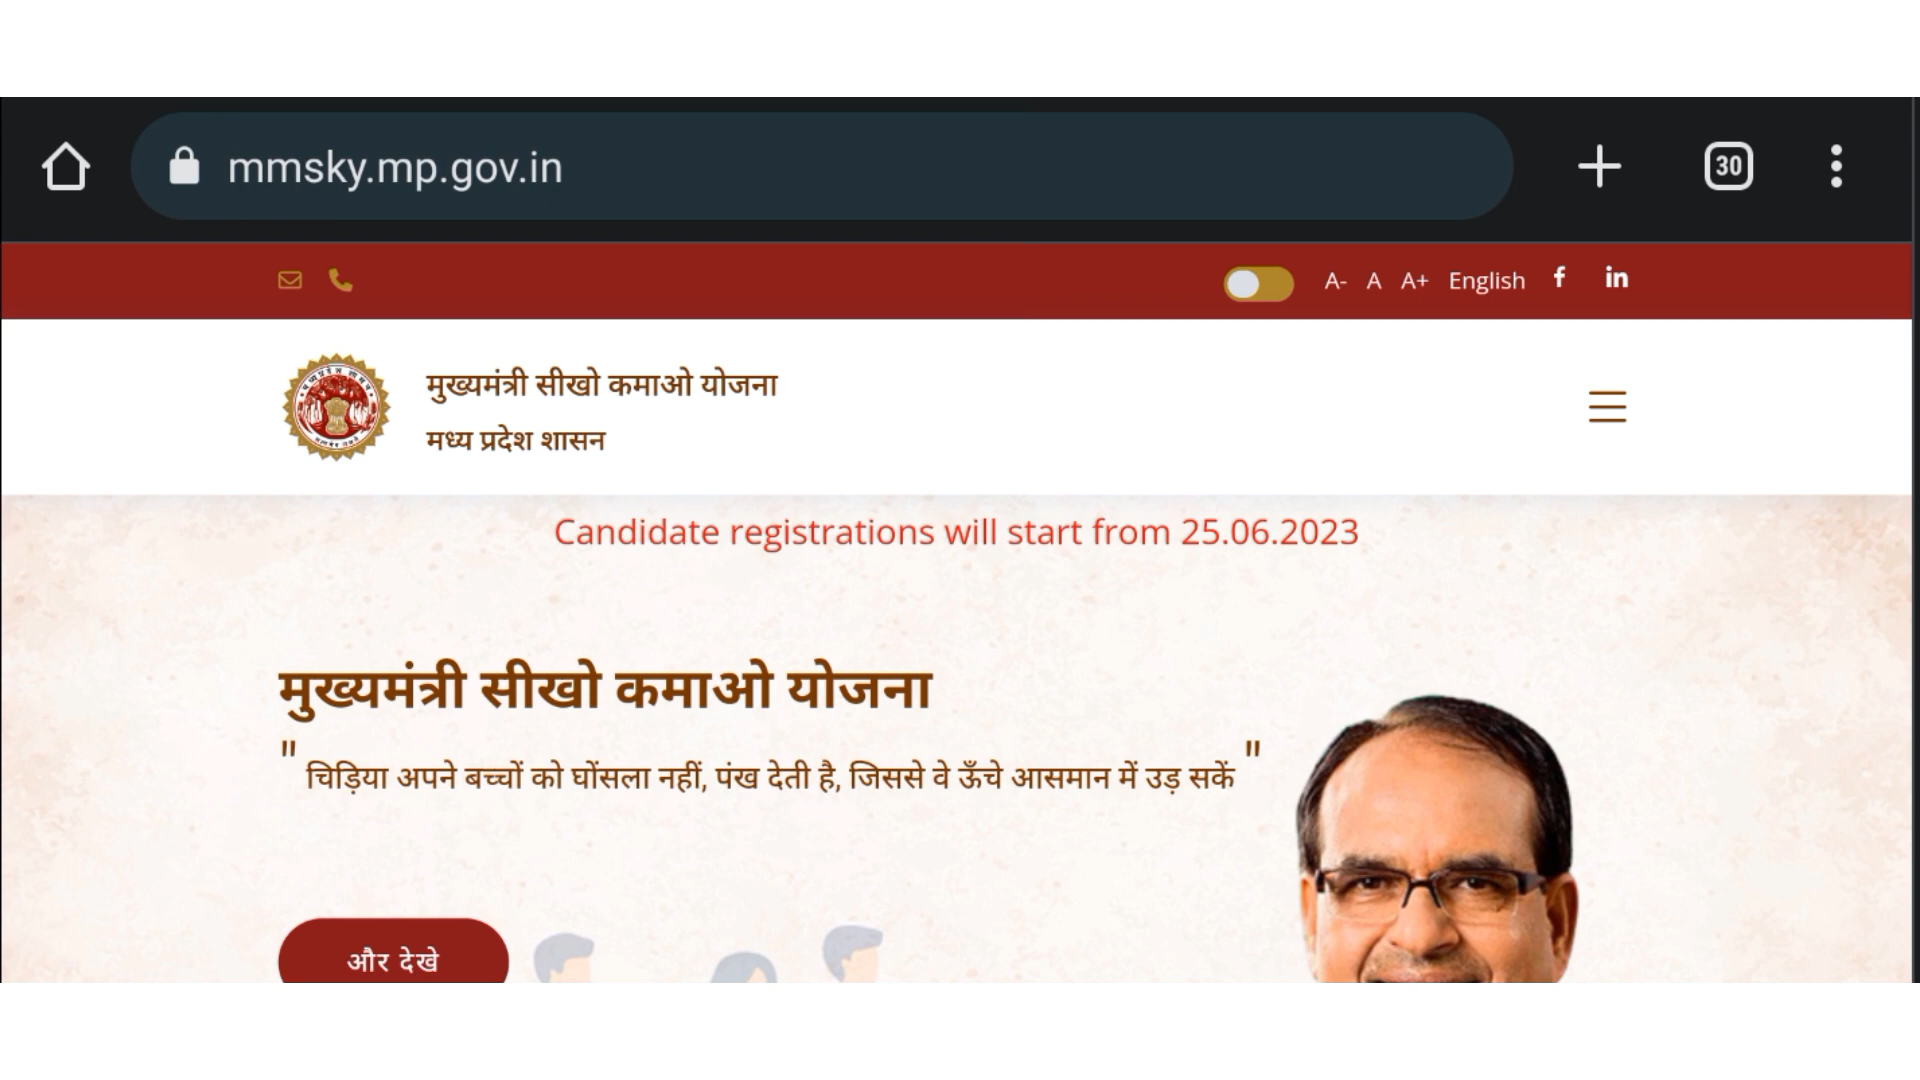 mmsky.mp.gov.in
30
A- A A+ English f in
मुख्यमंत्री सीखो कमाओ योजना
मध्य प्रदेश शासन
Candidate registrations will start from 25.06.2023
मुख्यमंत्री सीखो कमाओ योजना
" चिड़िया अपने बच्चों को घोंसला नहीं, पंख देती है, जिससे वे ऊँचे आसमान में उड़ सकें "
और देखे